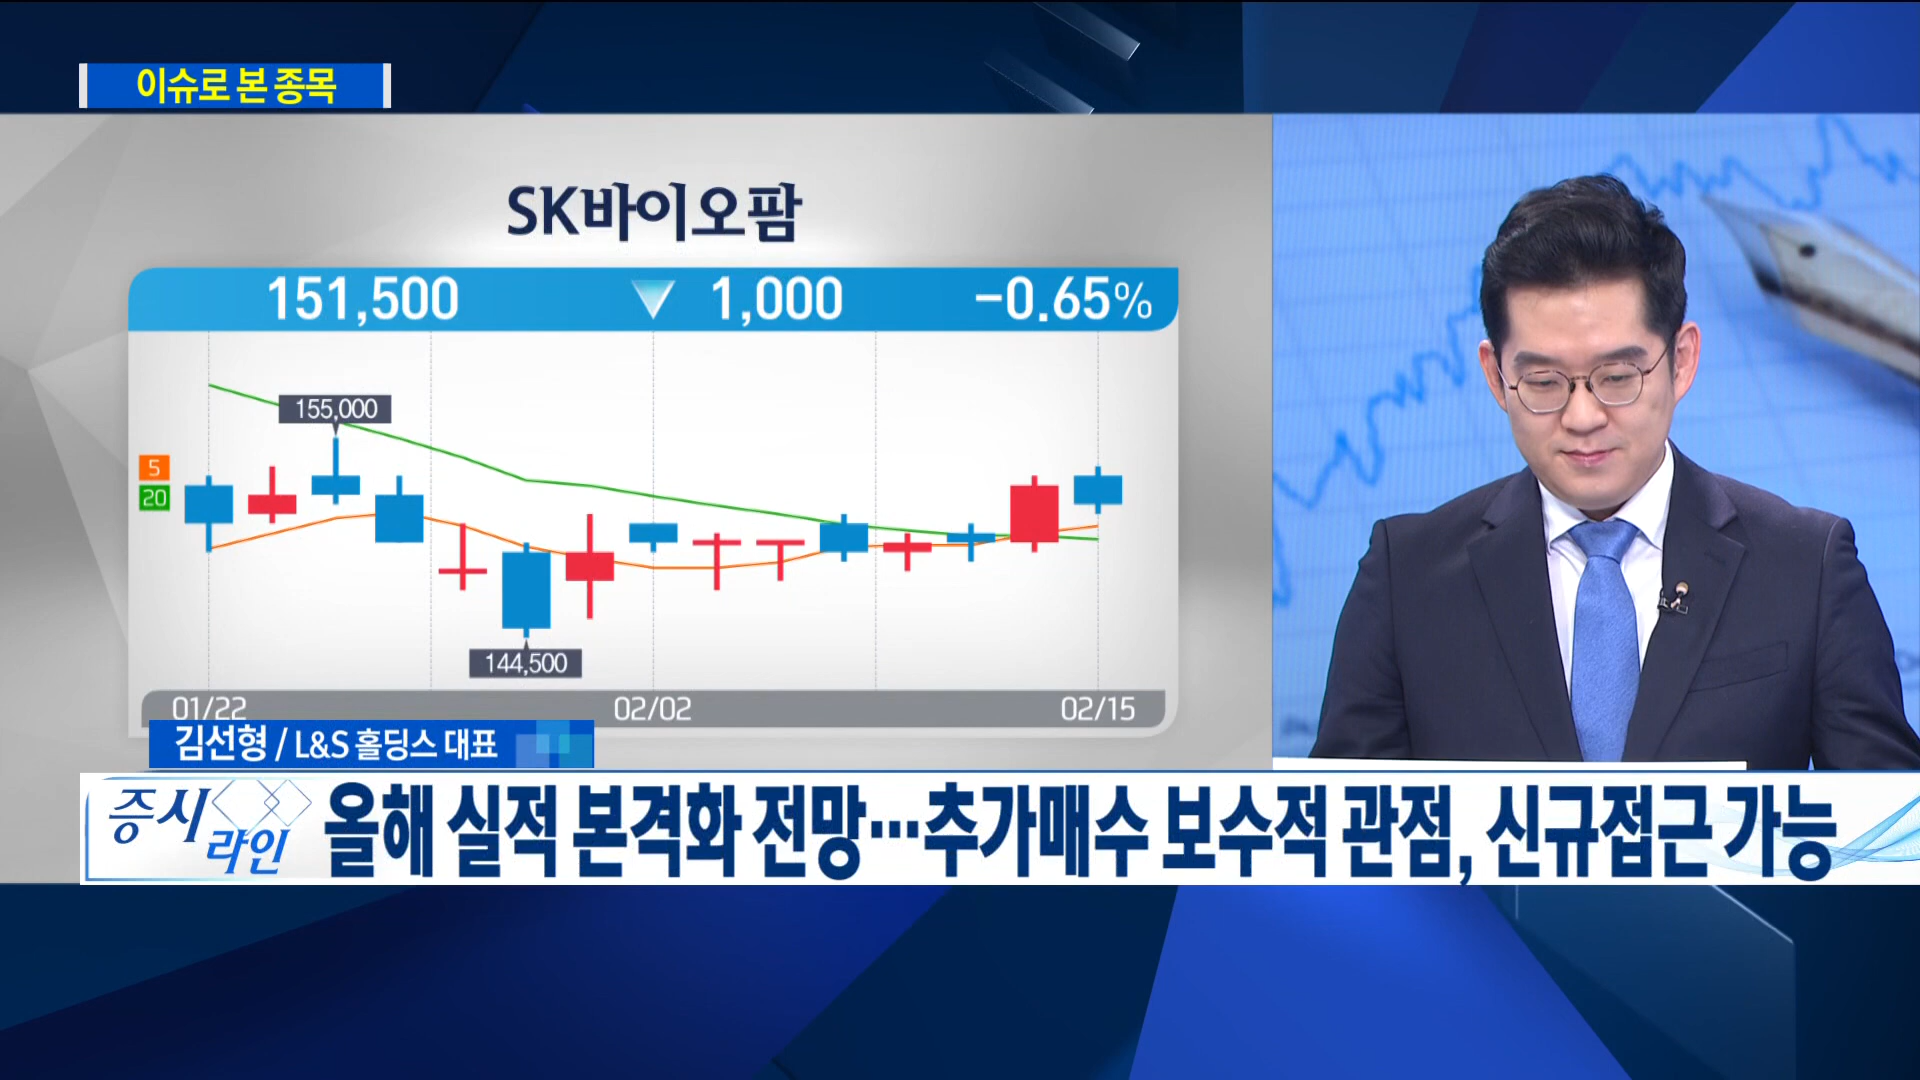 이슈로 본 종목
SK바이오팜
151,500 ▼ 1,000 -0.65%
155,000
5
20
144,500
01/22 02/02 02/15
김선형 / L&S 홀딩스 대표
증시라인
올해 실적 본격화 전망…추가매수 보수적 관점, 신규접근 가능